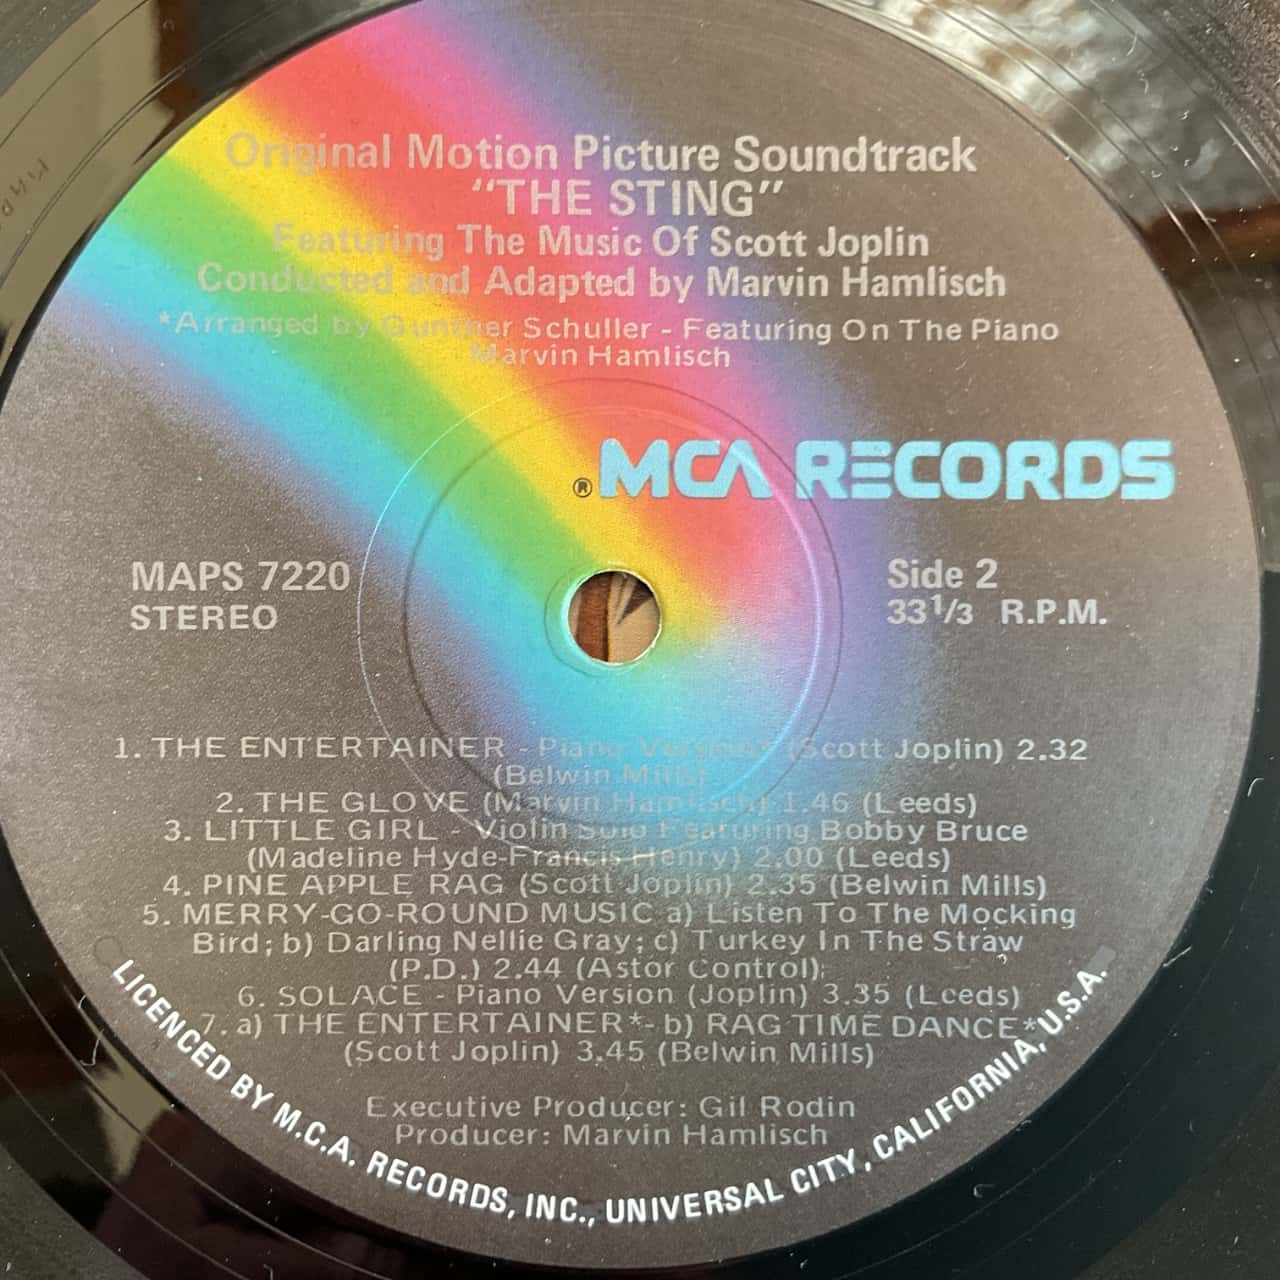 Original Motion Picture Soundtrack
"THE STING"
Featuring The Music Of Scott Joplin
Conducted and Adapted by Marvin Hamlisch
*Arranged by Gunther Schuller - Featuring On The Piano
Marvin Hamlisch
® MCA RECORDS
MAPS 7220
STEREO
Side 2
33 1/3 R.P.M.
1. THE ENTERTAINER - Piano Version* (Scott Joplin) 2.32
(Belwin Mills)
2. THE GLOVE (Marvin Hamlisch) 1.46 (Leeds)
3. LITTLE GIRL - Violin Solo Featuring Bobby Bruce
(Madeline Hyde-Francis Henry) 2.00 (Leeds)
4. PINE APPLE RAG (Scott Joplin) 2.35 (Belwin Mills)
5. MERRY-GO-ROUND MUSIC a) Listen To The Mocking
Bird; b) Darling Nellie Gray; c) Turkey In The Straw
(P.D.) 2.44 (Astor Control);
6. SOLACE - Piano Version (Joplin) 3.35 (Leeds)
7. a) THE ENTERTAINER*- b) RAG TIME DANCE*
(Scott Joplin) 3.45 (Belwin Mills)
Executive Producer: Gil Rodin
Producer: Marvin Hamlisch
LICENCED BY M.C.A. RECORDS, INC., UNIVERSAL CITY, CALIFORNIA, U.S.A.